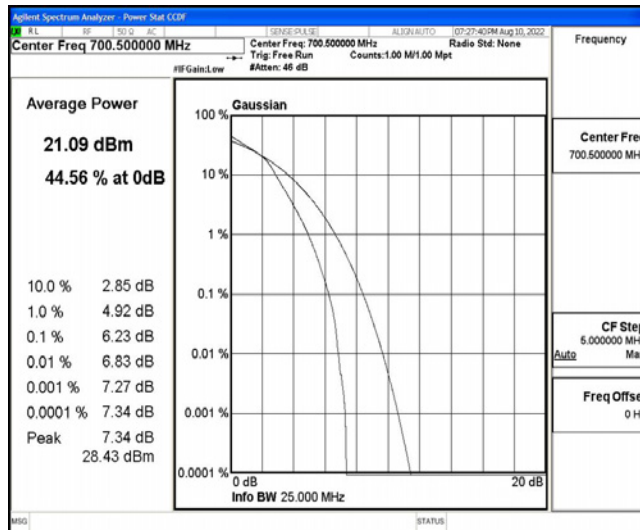 Agilent Spectrum Analyzer - Power Stat CCDF
RL RF 50 Ω AC SENSE:PULSE ALIGN AUTO 07:27:40 PM Aug 10, 2022
Center Freq 700.500000 MHz
Center Freq: 700.500000 MHz Radio Std: None
Trig: Free Run Counts:1.00 M/1.00 Mpt
#IFGain:Low #Atten: 46 dB
Frequency
Average Power
21.09 dBm
44.56 % at 0dB
10.0 % 2.85 dB
1.0 % 4.92 dB
0.1 % 6.23 dB
0.01 % 6.83 dB
0.001 % 7.27 dB
0.0001 % 7.34 dB
Peak 7.34 dB
28.43 dBm
Gaussian
100 %
10 %
1 %
0.1 %
0.01 %
0.001 %
0.0001 %
0 dB 20 dB
Info BW 25.000 MHz
Center Fre
700.500000 MH
CF Step
5.000000 MH
Auto Ma
Freq Offse
0 H
MSG STATUS